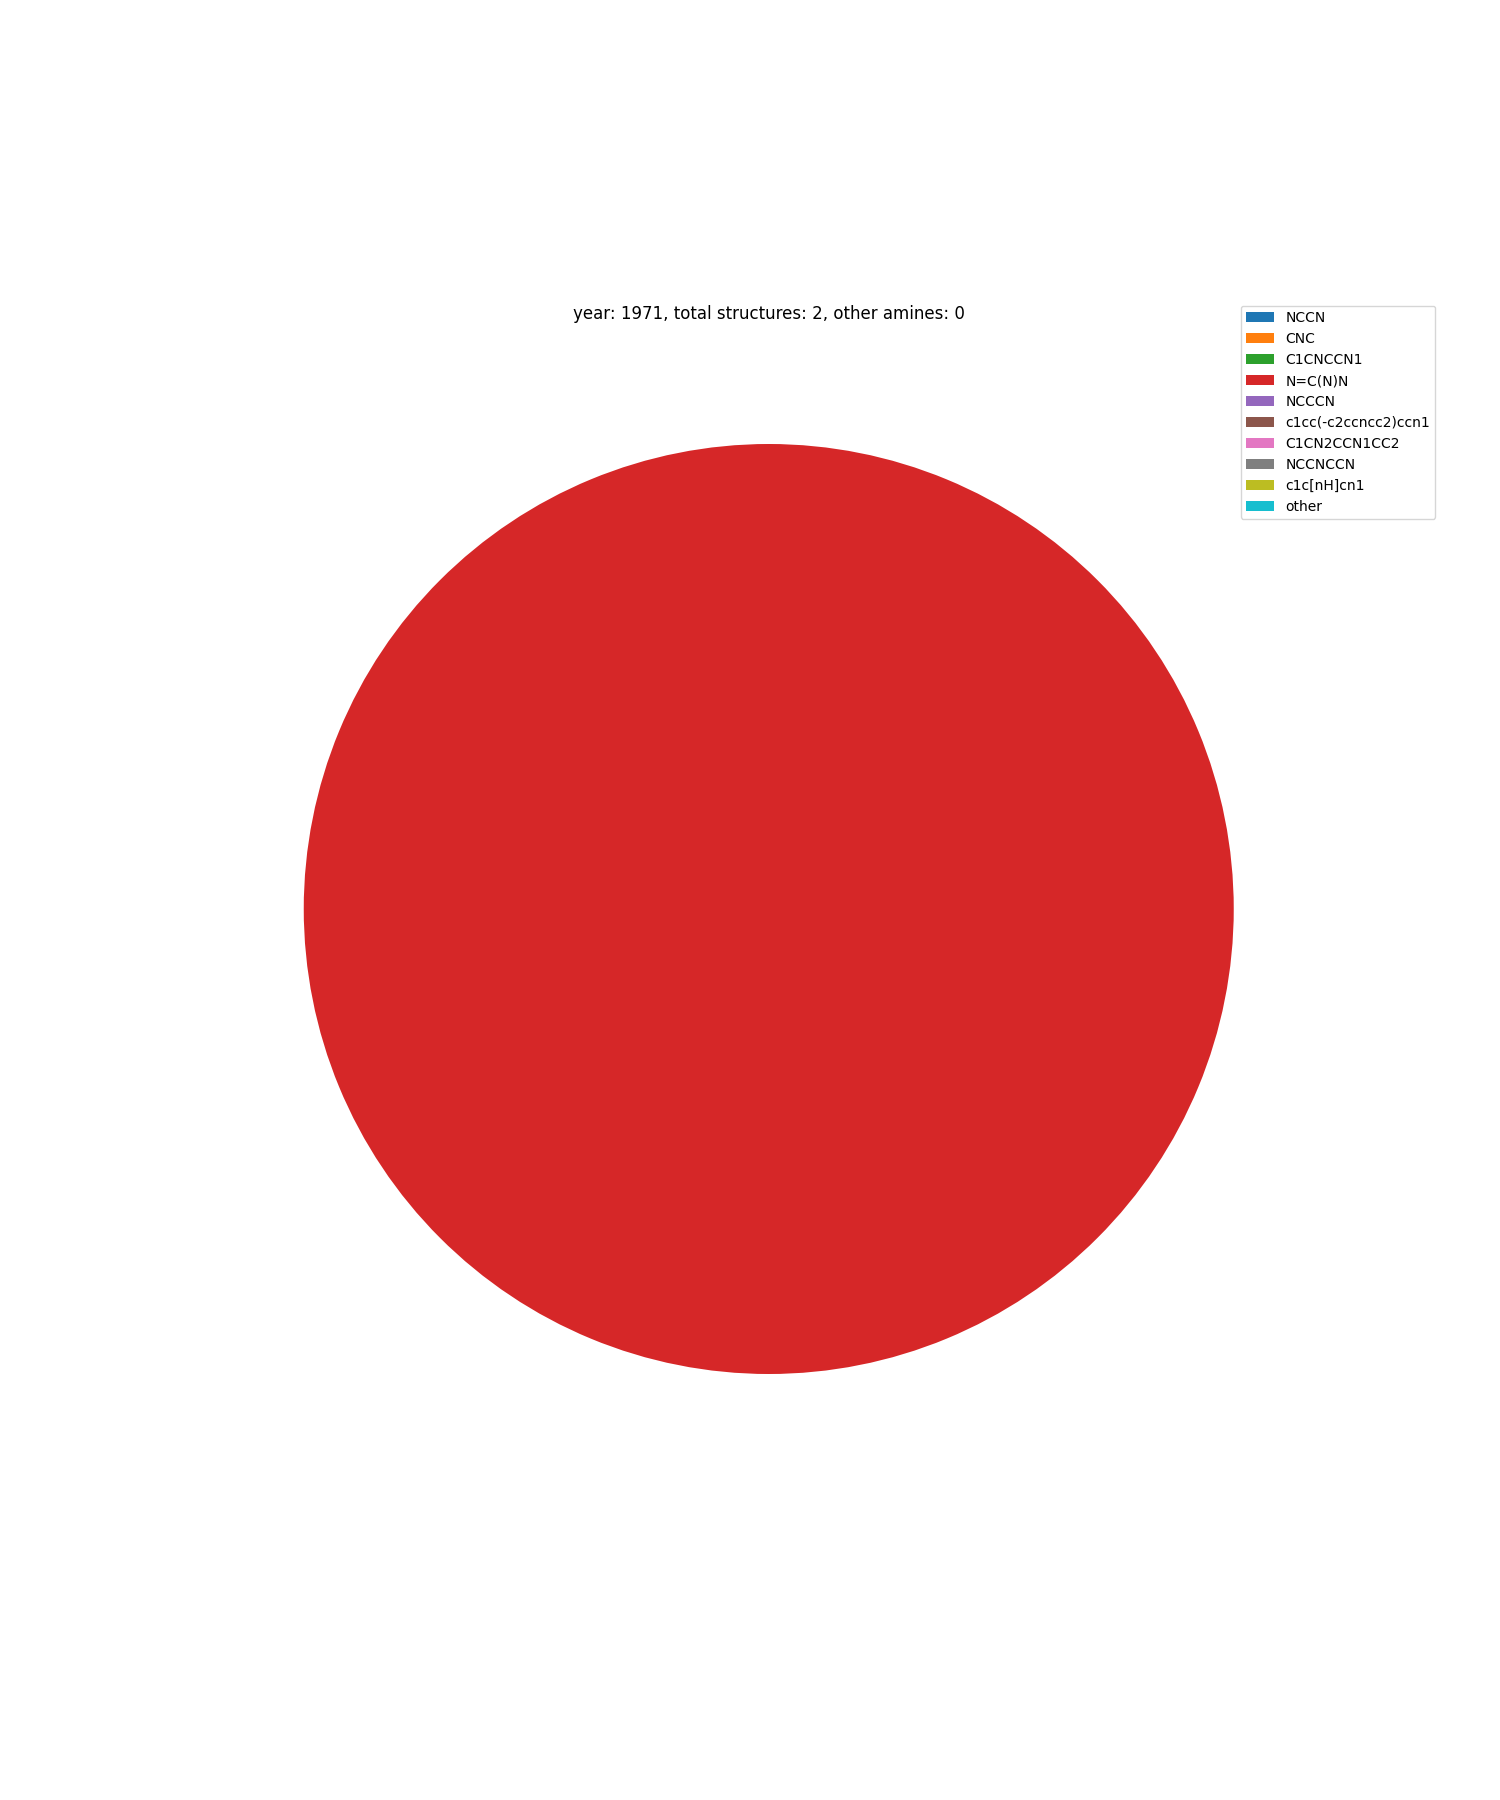 year: 1971, total structures: 2, other amines: 0
NCCN
CNC
C1CNCCN1
N=C(N)N
NCCCN
c1cc(-c2ccncc2)ccn1
C1CN2CCN1CC2
NCCNCCN
c1c[nH]cn1
other